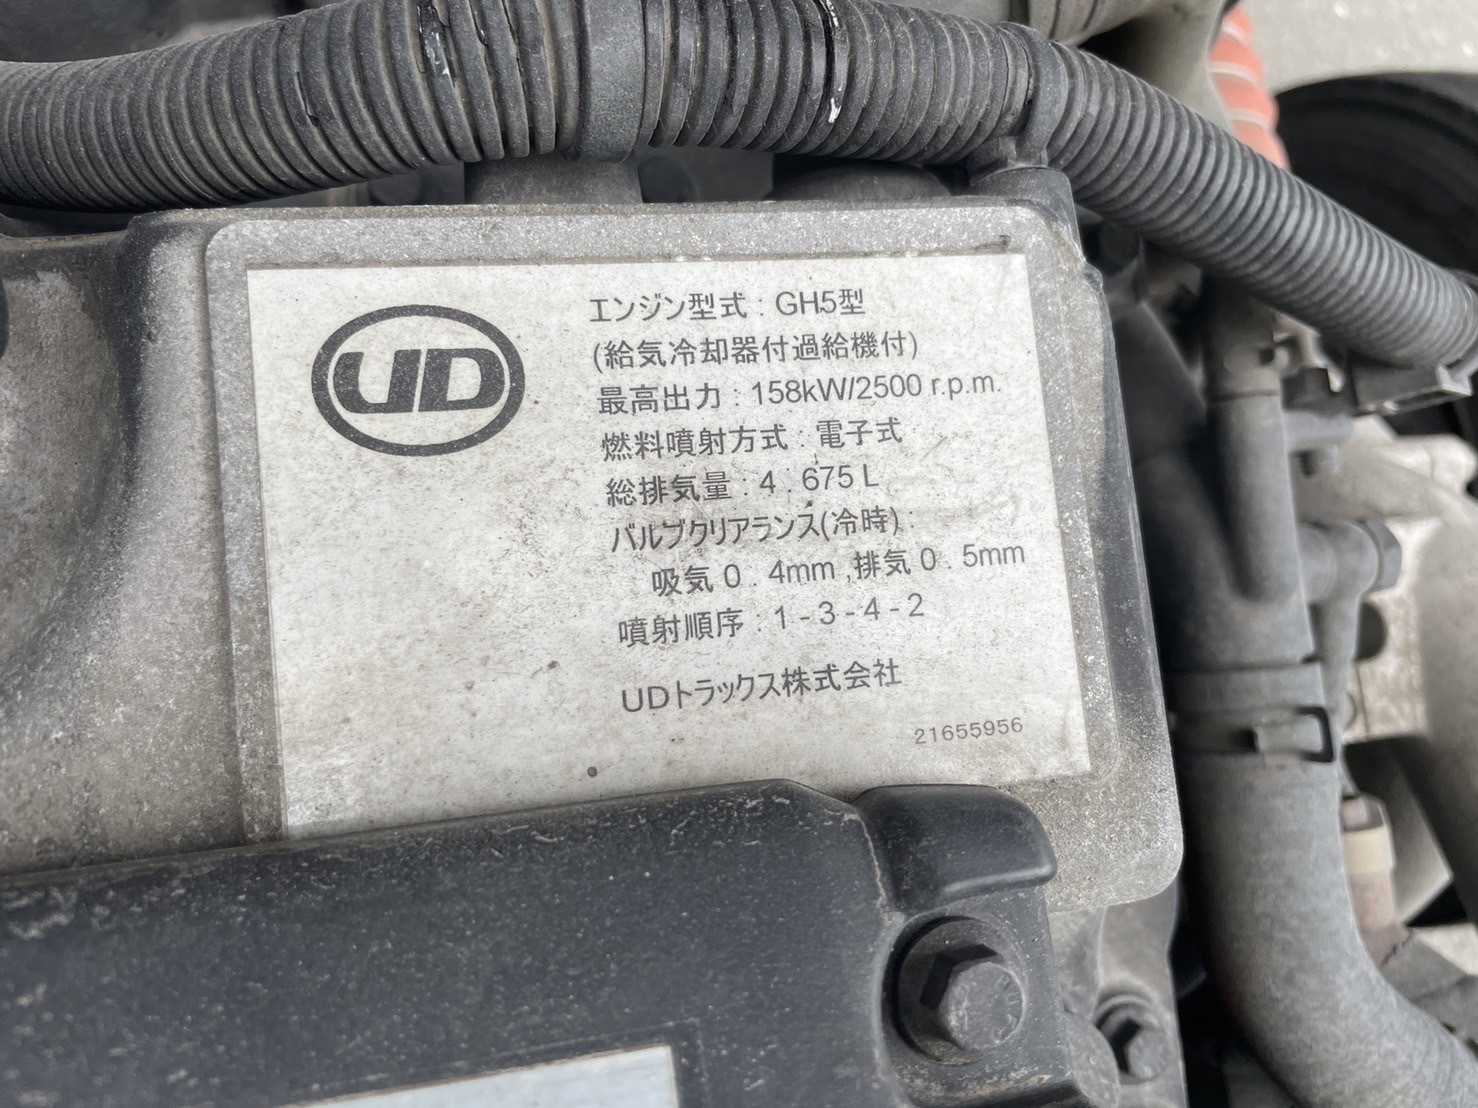 UD
エンジン型式 : GH5型
(給気冷却器付過給機付)
最高出力 : 158kW/2500 r.p.m.
燃料噴射方式 : 電子式
総排気量 : 4 . 675 L
バルブクリアランス(冷時) :
吸気 0 . 4mm , 排気 0 . 5mm
噴射順序 : 1 - 3 - 4 - 2
UDトラックス株式会社
21655956